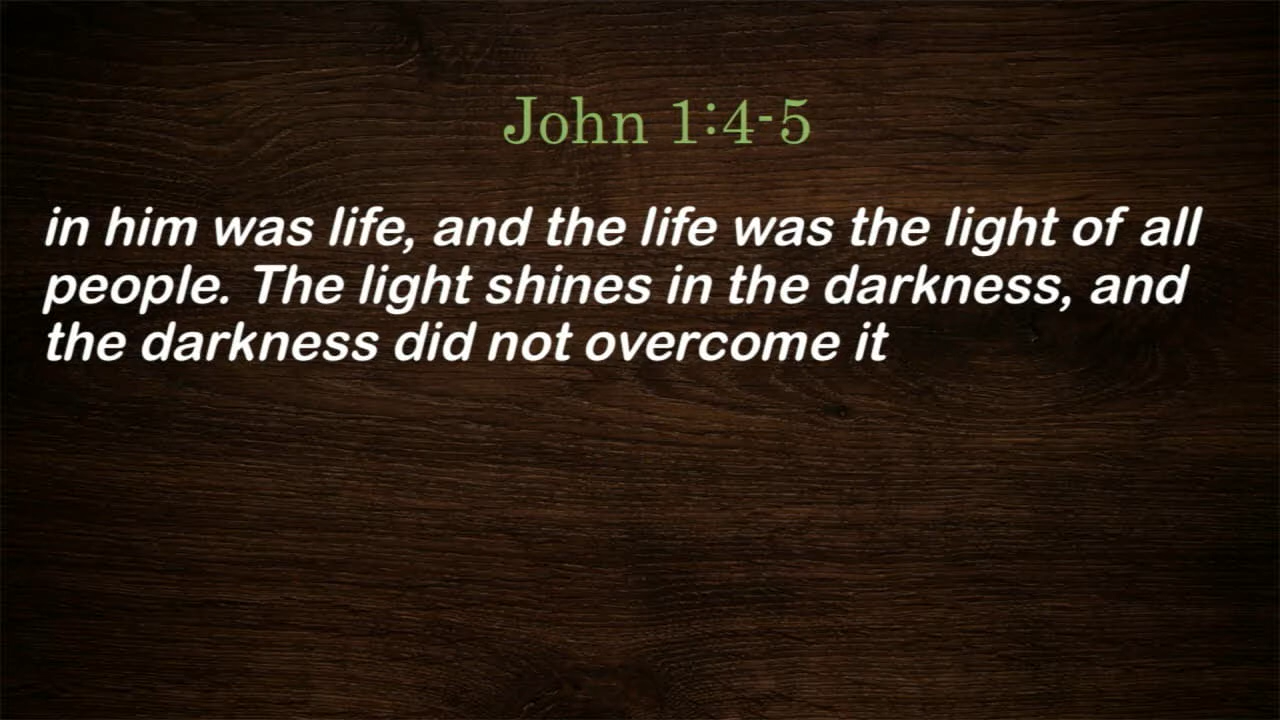 John 1:4-5
in him was life, and the life was the light of all
people. The light shines in the darkness, and
the darkness did not overcome it